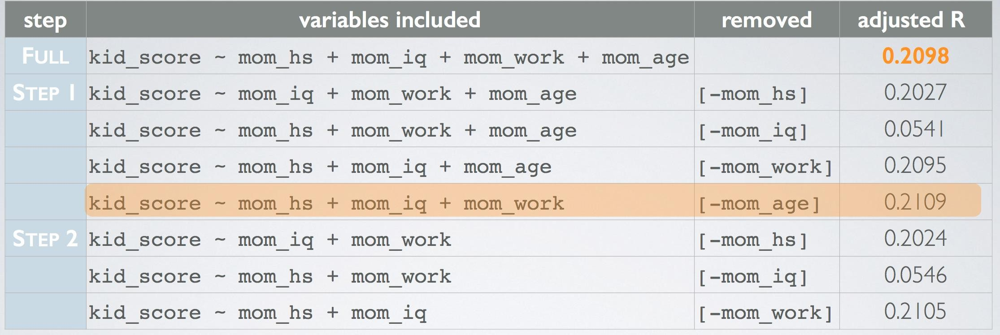 step variables included removed adjusted R
FULL kid_score ~ mom_hs + mom_iq + mom_work + mom_age 0.2098
STEP 1 kid_score ~ mom_iq + mom_work + mom_age [-mom_hs] 0.2027
kid_score ~ mom_hs + mom_work + mom_age [-mom_iq] 0.0541
kid_score ~ mom_hs + mom_iq + mom_age [-mom_work] 0.2095
kid_score ~ mom_hs + mom_iq + mom_work [-mom_age] 0.2109
STEP 2 kid_score ~ mom_iq + mom_work [-mom_hs] 0.2024
kid_score ~ mom_hs + mom_work [-mom_iq] 0.0546
kid_score ~ mom_hs + mom_iq [-mom_work] 0.2105